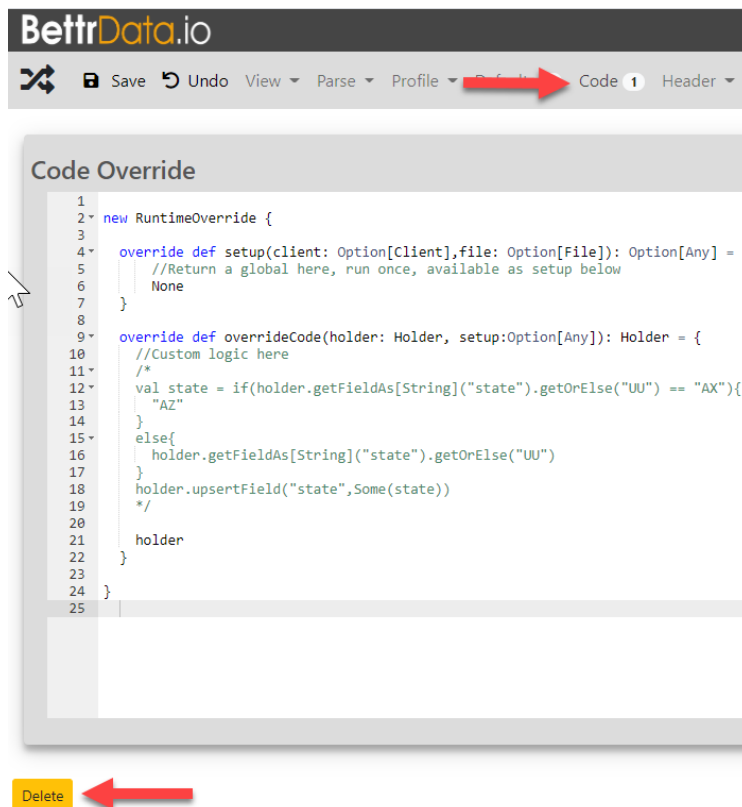 BettrData.io
Save Undo View Parse Profile Code 1 Header
Code Override
1
2 new RuntimeOverride {
3
4 override def setup(client: Option[Client],file: Option[File]): Option[Any] =
5 //Return a global here, run once, available as setup below
6 None
7 }
8
9 override def overrideCode(holder: Holder, setup:Option[Any]): Holder = {
10 //Custom logic here
11 /*
12 val state = if(holder.getFieldAs[String]("state").getOrElse("UU") == "AX"){
13 "AZ"
14 }
15 else{
16 holder.getFieldAs[String]("state").getOrElse("UU")
17 }
18 holder.upsertField("state",Some(state))
19 */
20
21 holder
22 }
23
24 }
25
Delete